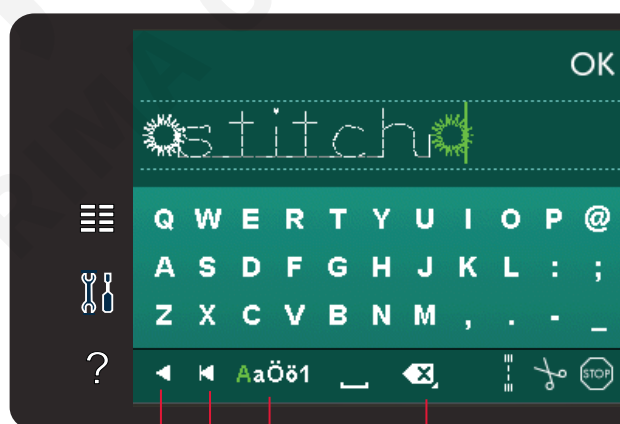 OK
stitch
Q W E R T Y U I O P @
A S D F G H J K L : ;
Z X C V B N M , . - _
? AaÖö1 STOP